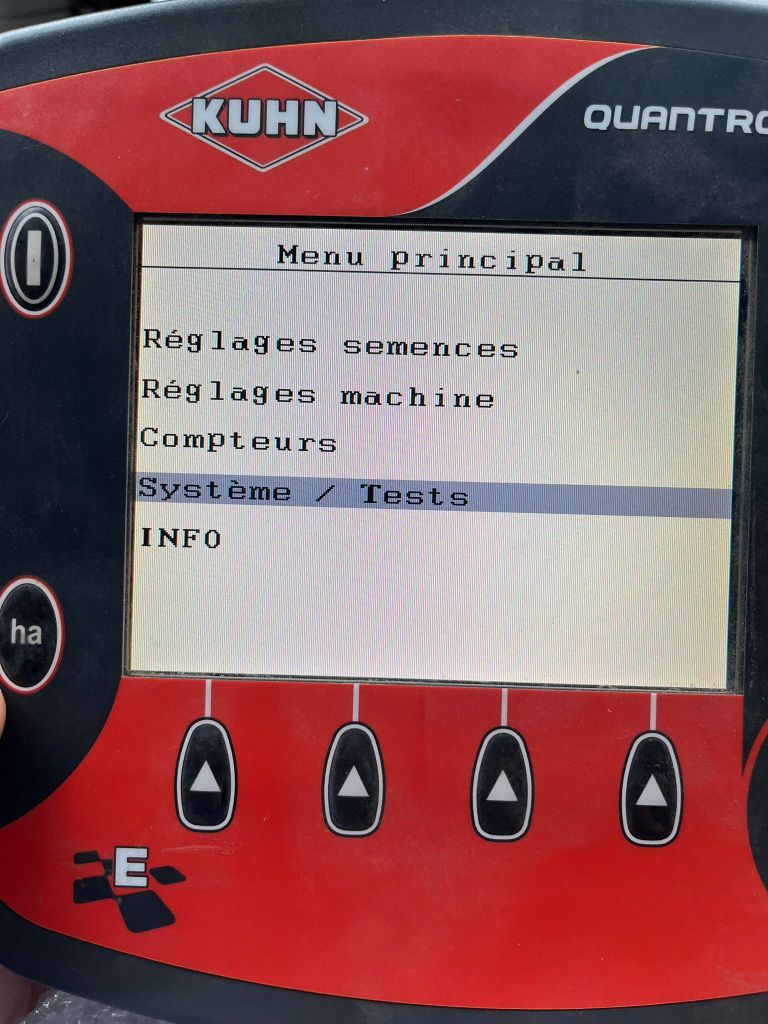 KUHN
QUANTRO
Menu principal
Réglages semences
Réglages machine
Compteurs
Système / Tests
INFO
ha
E